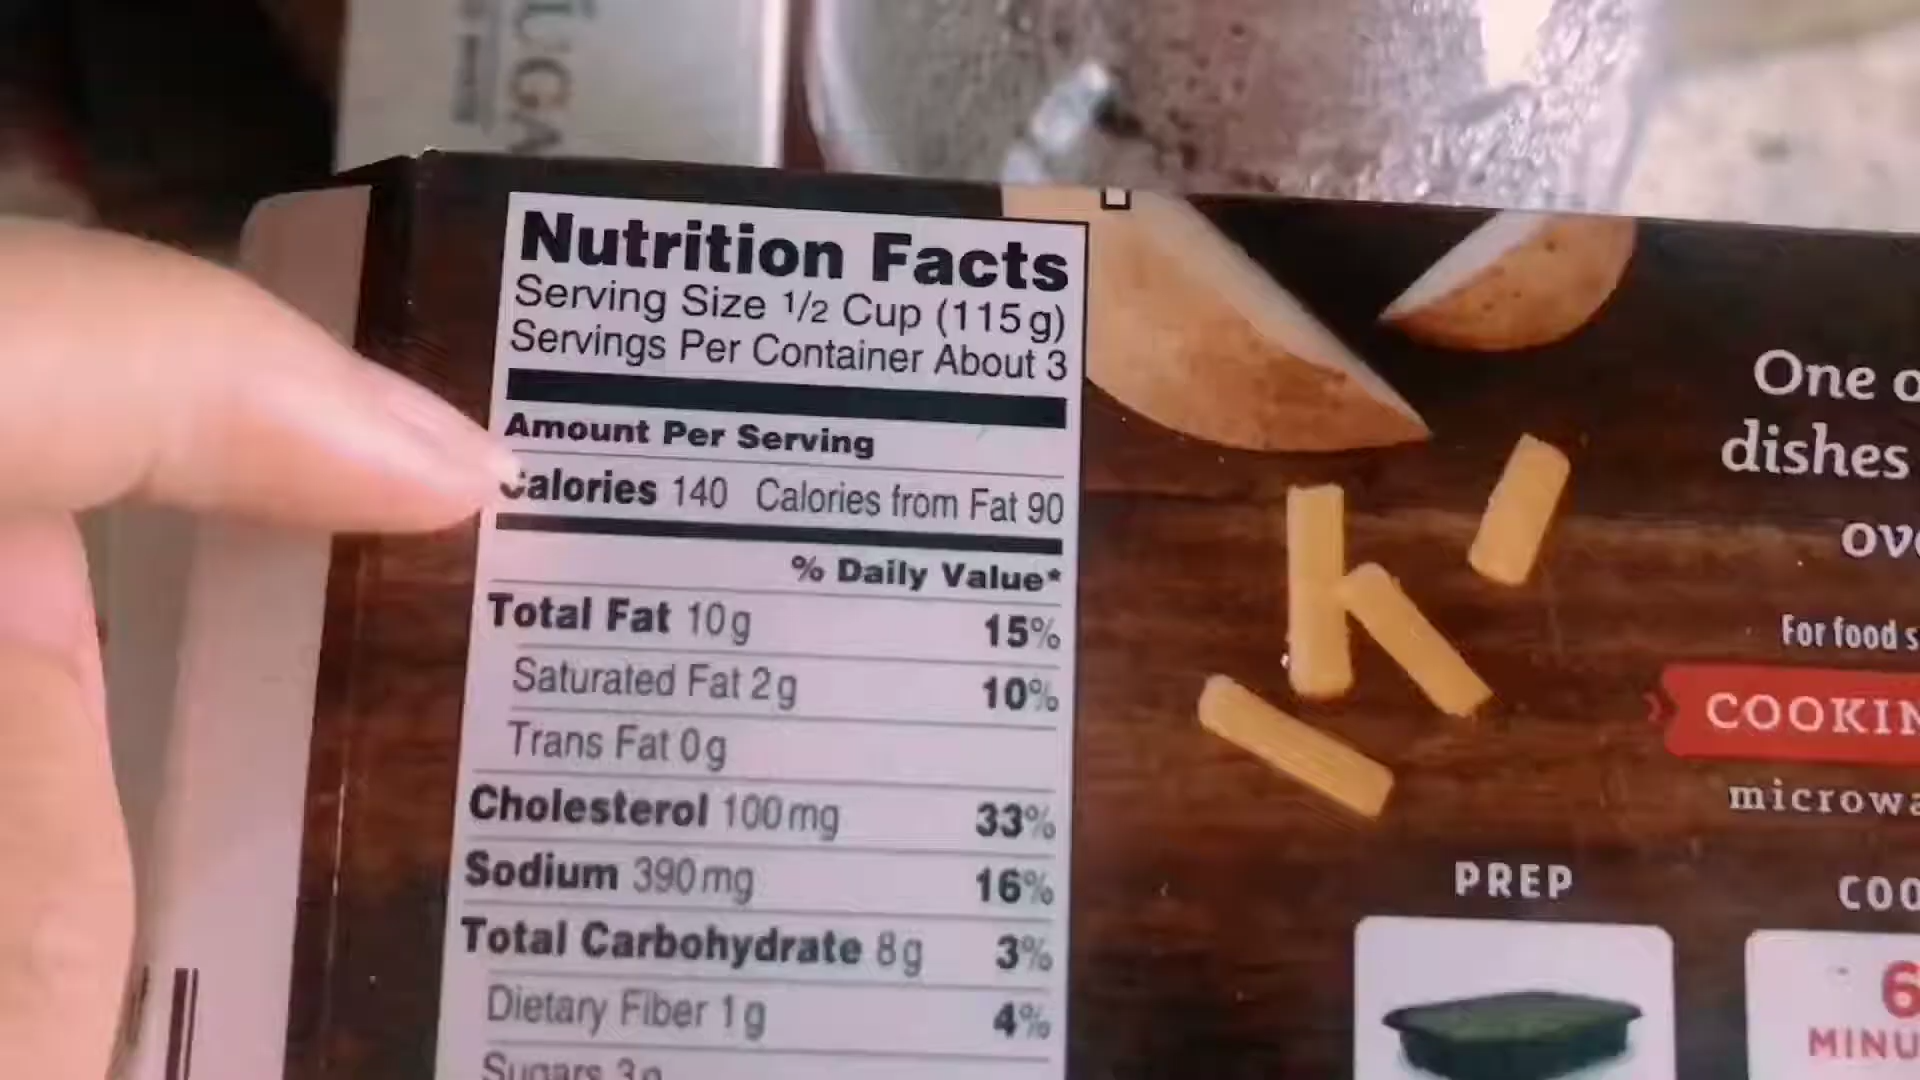 Nutrition Facts
Serving Size 1/2 Cup (115g)
Servings Per Container About 3
Amount Per Serving
Calories 140 Calories from Fat 90
% Daily Value*
Total Fat 10g 15%
Saturated Fat 2g 10%
Trans Fat 0g
Cholesterol 100mg 33%
Sodium 390mg 16%
Total Carbohydrate 8g 3%
Dietary Fiber 1g 4%
Sugars 3g
One
dishes
For food
COOKIN
microwa
PREP
COO
6
MINU